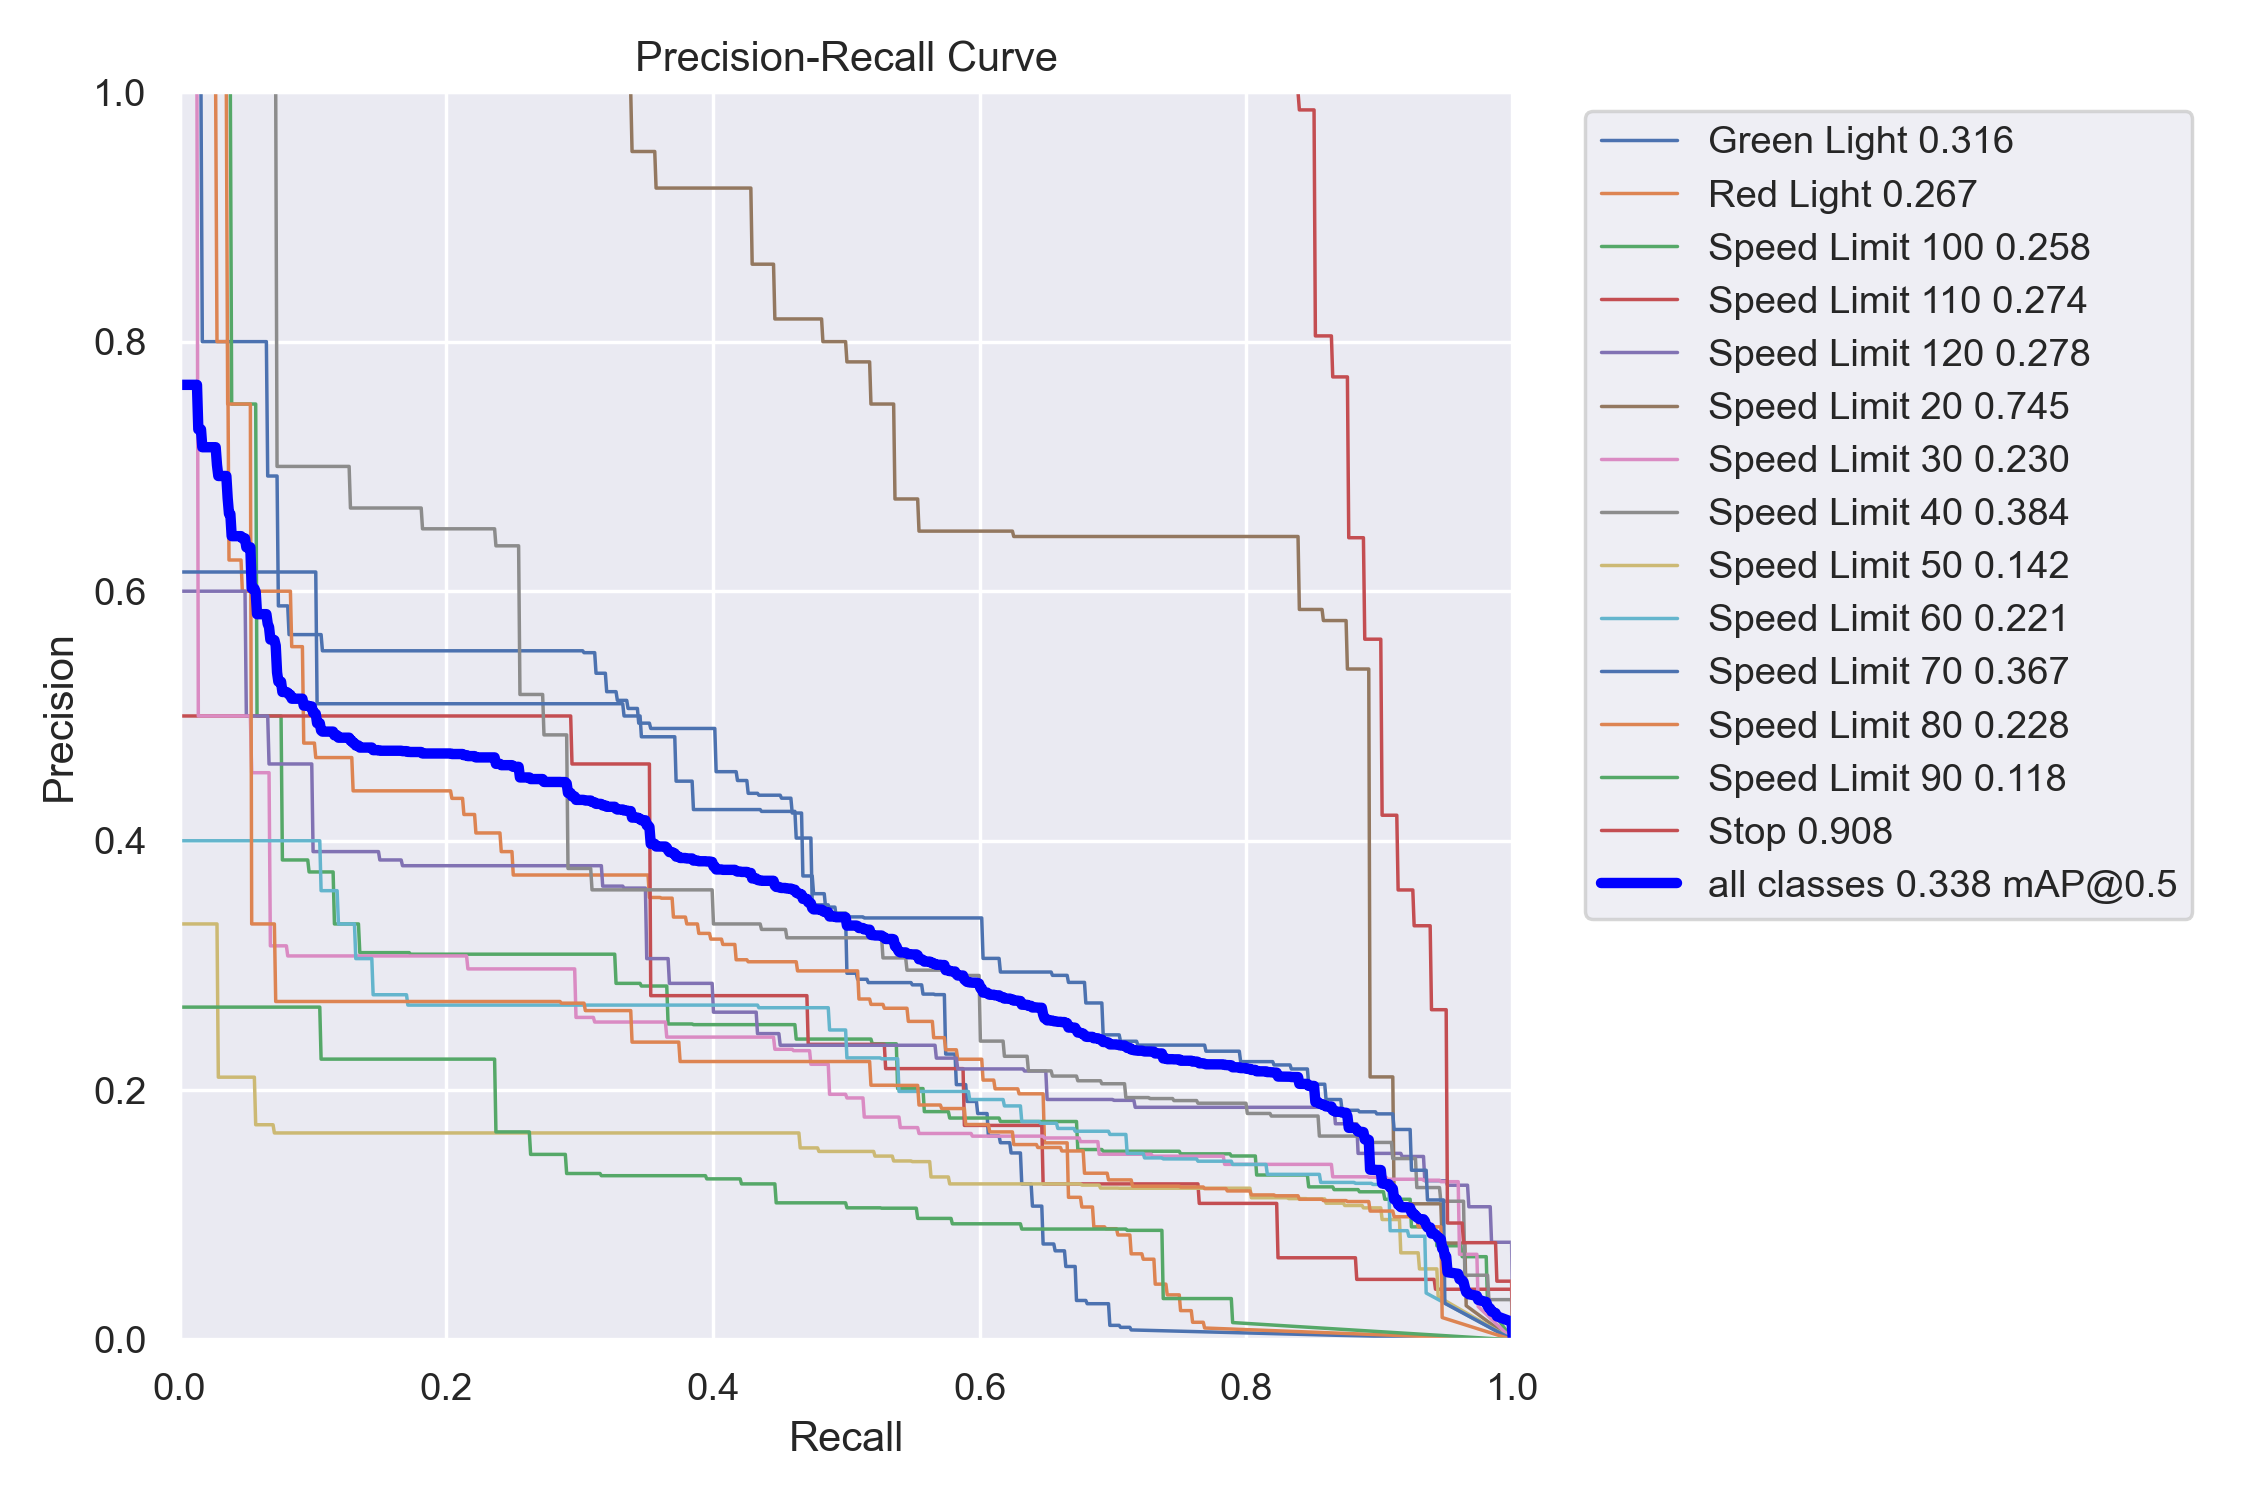 Precision-Recall Curve
1.0
0.8
0.6
0.4
0.2
0.0
Precision
0.0 0.2 0.4 0.6 0.8 1.0
Recall
Green Light 0.316
Red Light 0.267
Speed Limit 100 0.258
Speed Limit 110 0.274
Speed Limit 120 0.278
Speed Limit 20 0.745
Speed Limit 30 0.230
Speed Limit 40 0.384
Speed Limit 50 0.142
Speed Limit 60 0.221
Speed Limit 70 0.367
Speed Limit 80 0.228
Speed Limit 90 0.118
Stop 0.908
all classes 0.338 mAP@0.5